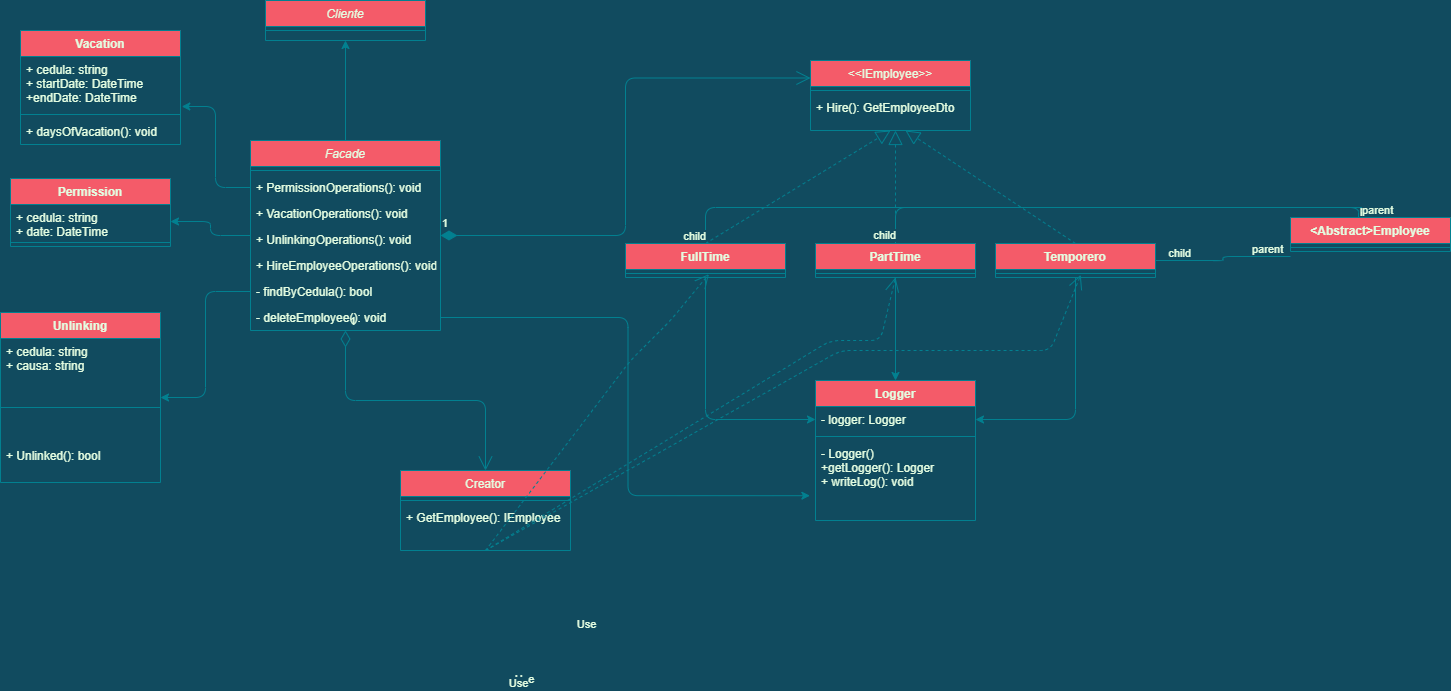 Cliente
Vacation
+ cedula: string
+ startDate: DateTime
+endDate: DateTime
+ daysOfVacation(): void
Permission
+ cedula: string
+ date: DateTime
Unlinking
+ cedula: string
+ causa: string
+ Unlinked(): bool
Facade
+ PermissionOperations(): void
+ VacationOperations(): void
+ UnlinkingOperations(): void
+ HireEmployeeOperations(): void
- findByCedula(): bool
- deleteEmployee(): void
1
<<IEmployee>>
+ Hire(): GetEmployeeDto
child
FullTime
child
PartTime
Temporero
child
parent
parent
<Abstract>Employee
Logger
- logger: Logger
- Logger()
+getLogger(): Logger
+ writeLog(): void
Creator
+ GetEmployee(): IEmployee
Use
Use